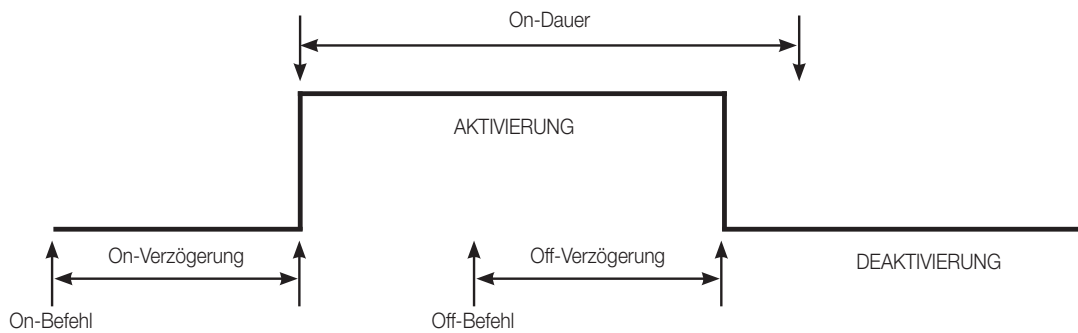 On-Dauer
AKTIVIERUNG
On-Verzögerung
Off-Verzögerung
DEAKTIVIERUNG
On-Befehl
Off-Befehl